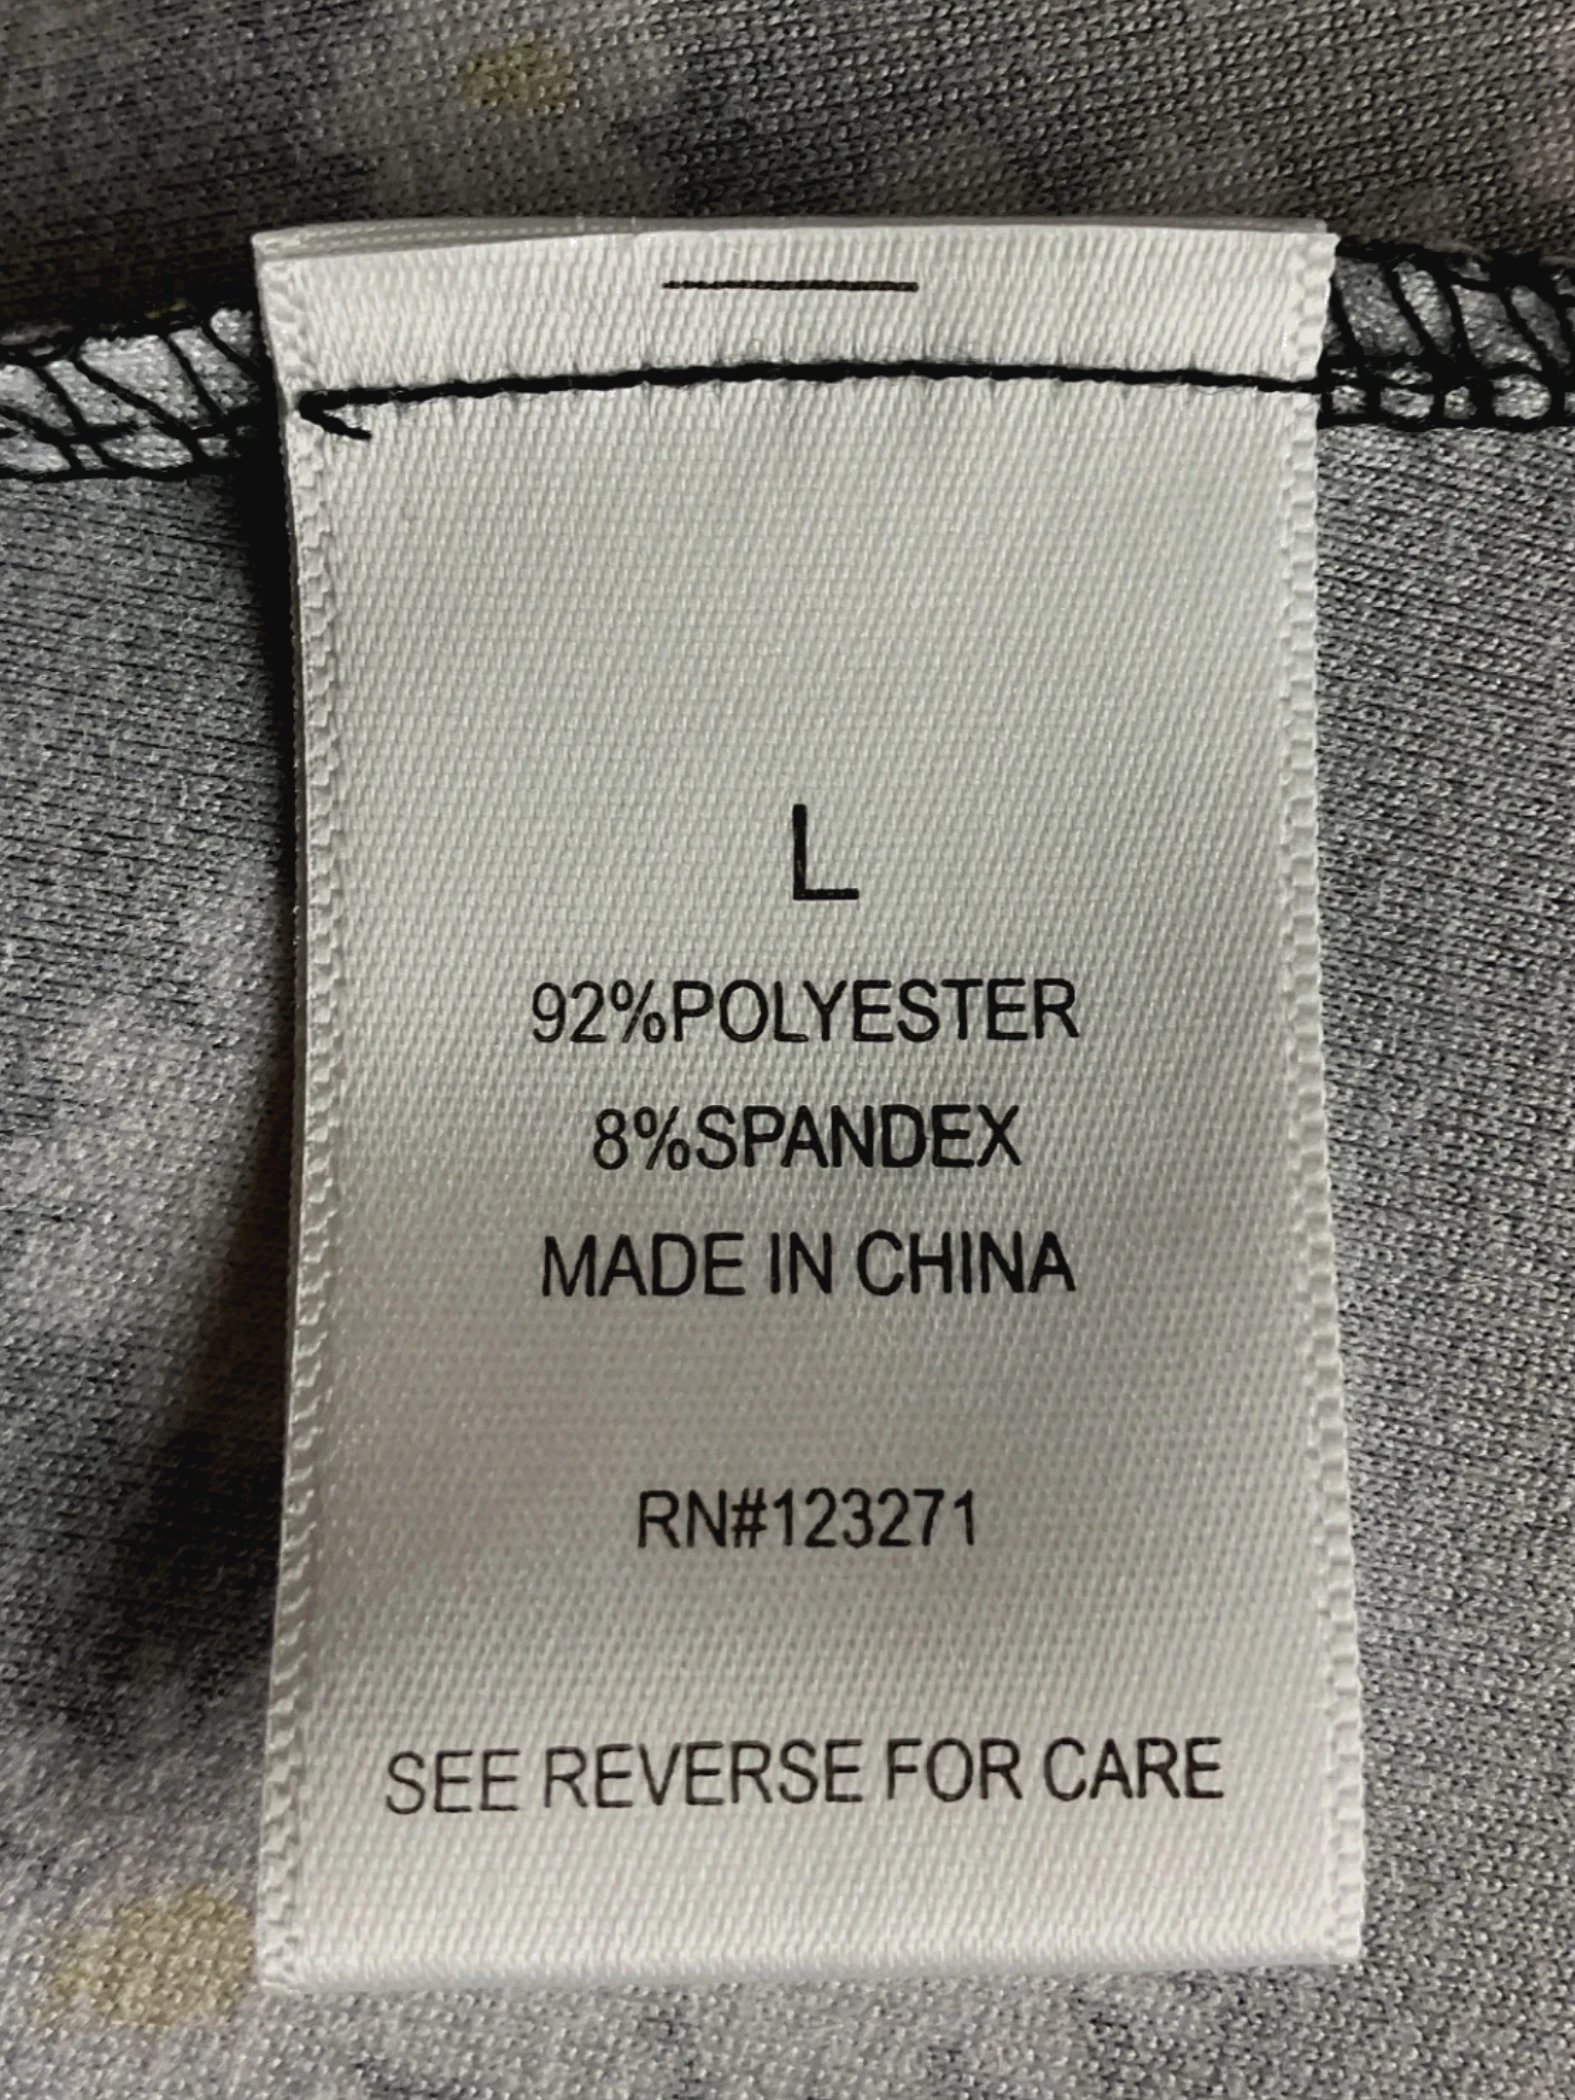 L
92%POLYESTER
8%SPANDEX
MADE IN CHINA
RN#123271
SEE REVERSE FOR CARE